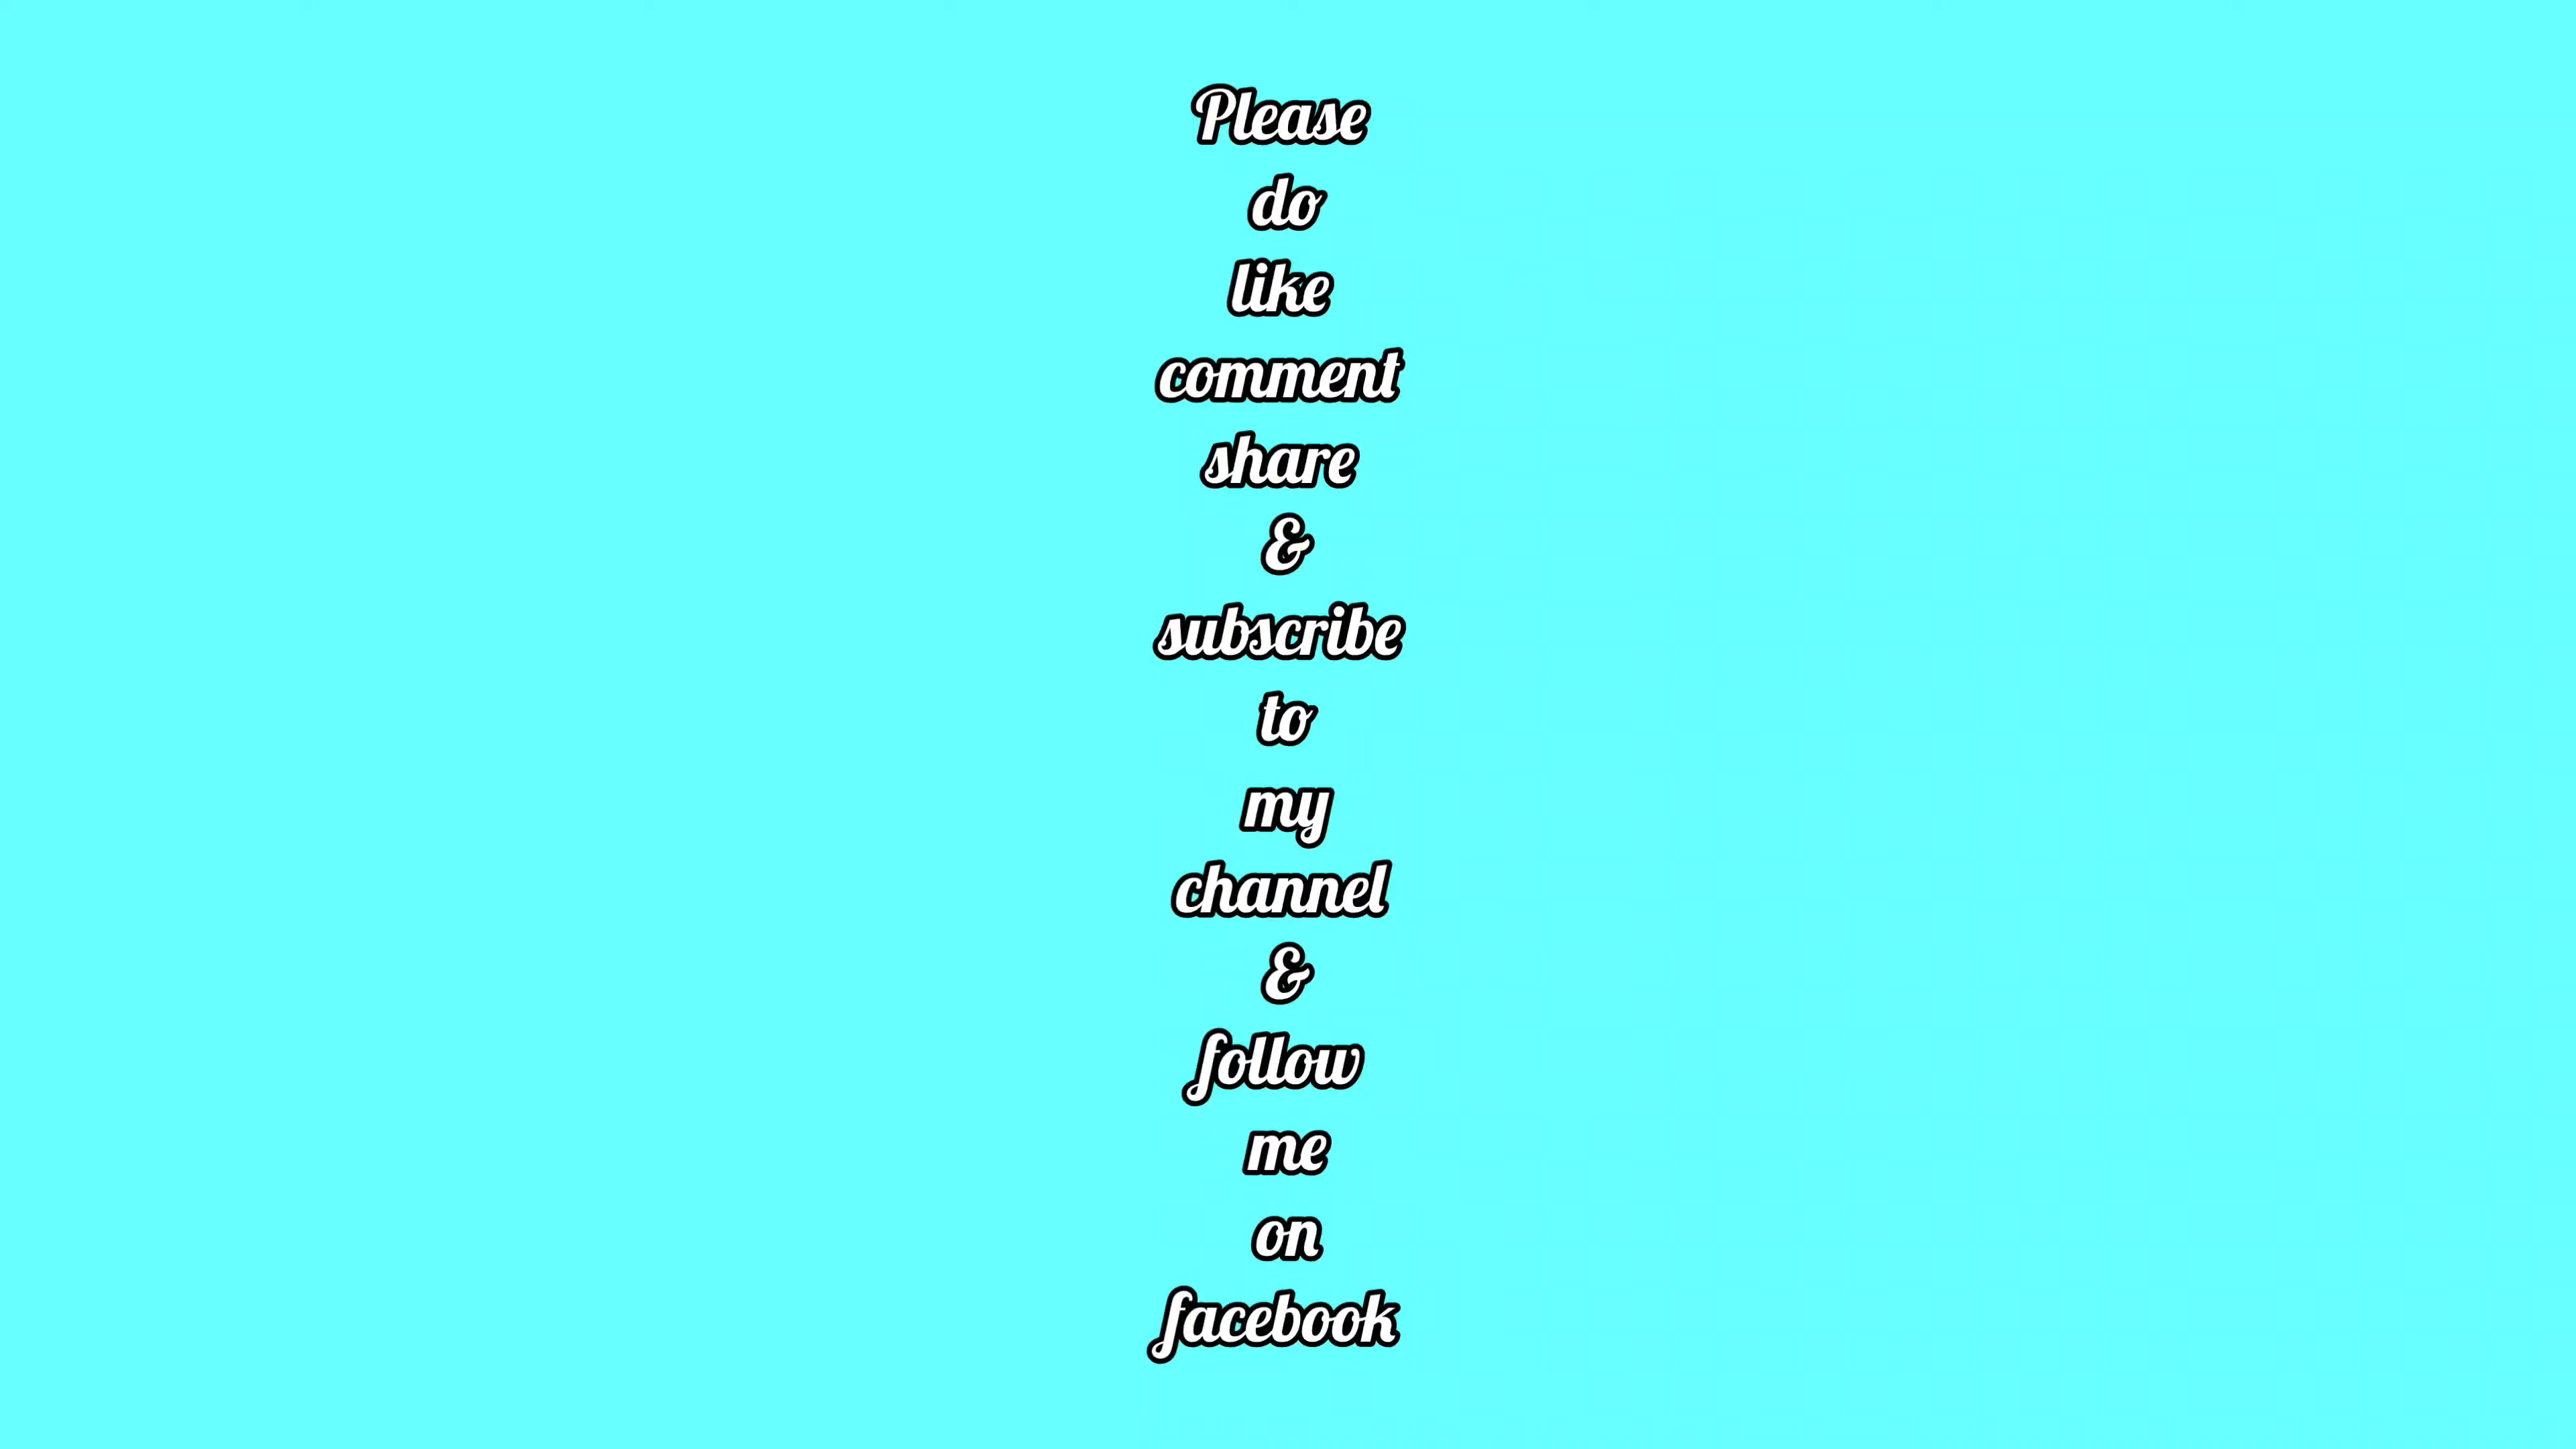 Please
do
like
comment
share
&
subscribe
to
my
channel
&
follow
me
on
facebook